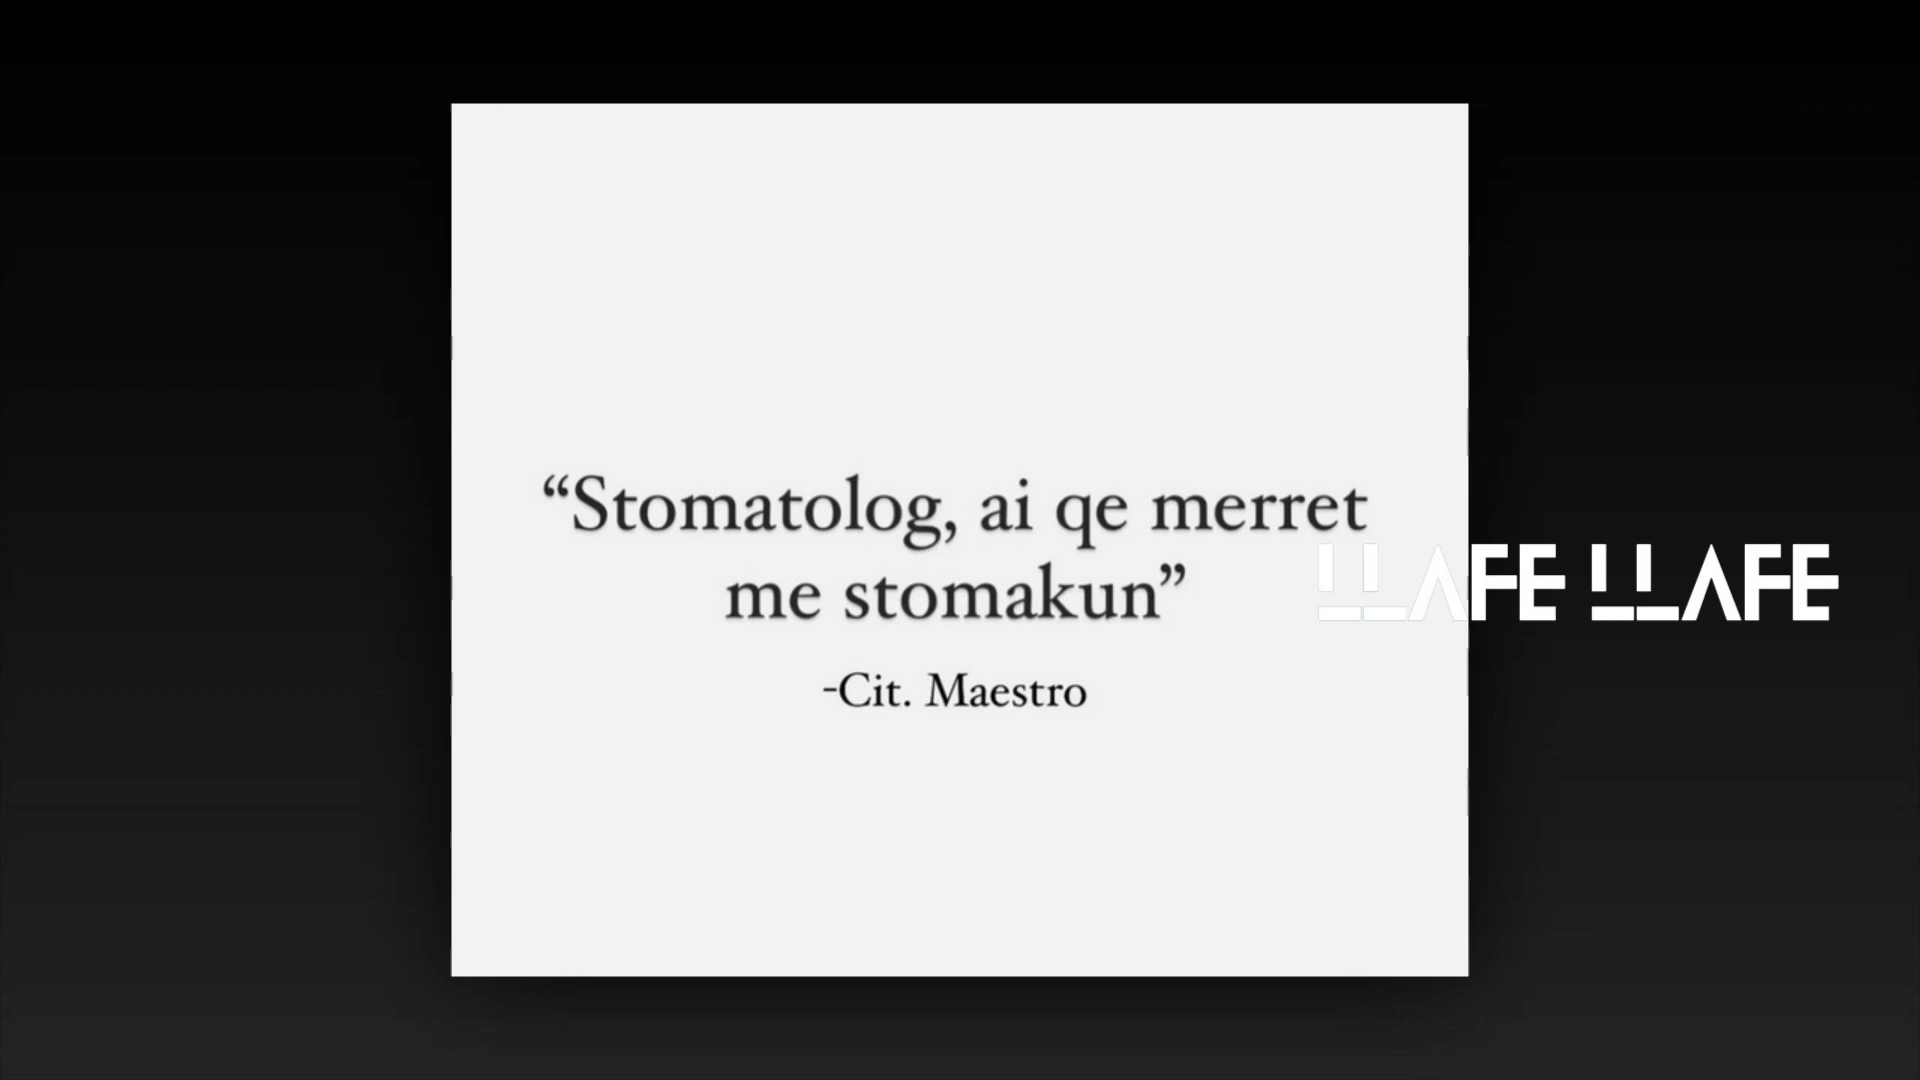 “Stomatolog, ai qe merret
me stomakun”
LLAFE LLAFE
-Cit. Maestro